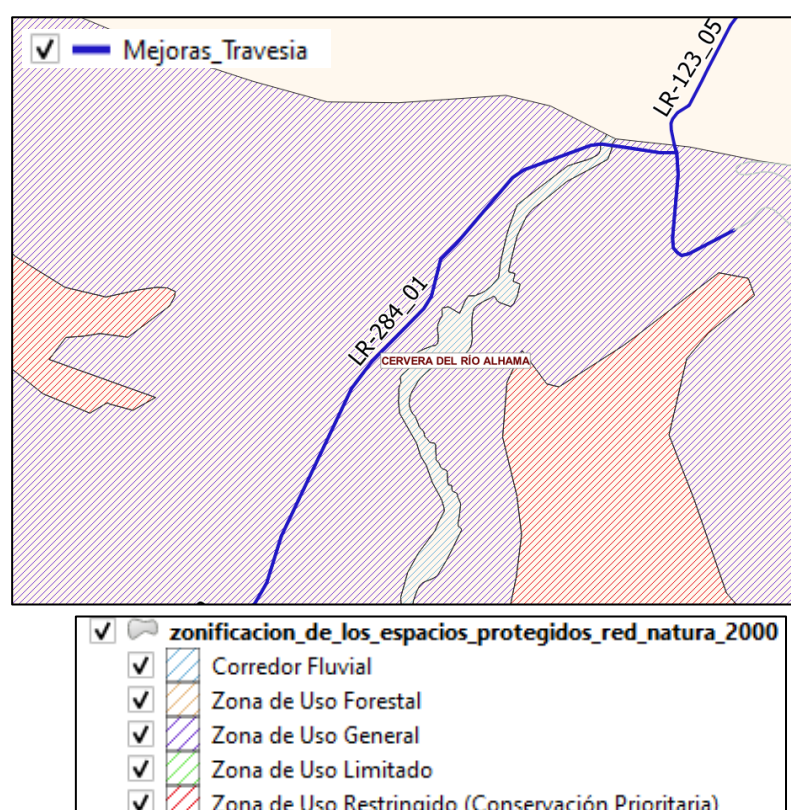 Mejoras_Travesia
LR-123_05
LR-284_01
CERVERA DEL RÍO ALHAMA
zonificacion_de_los_espacios_protegidos_red_natura_2000
Corredor Fluvial
Zona de Uso Forestal
Zona de Uso General
Zona de Uso Limitado
Zona de Uso Restringido (Conservación Prioritaria)